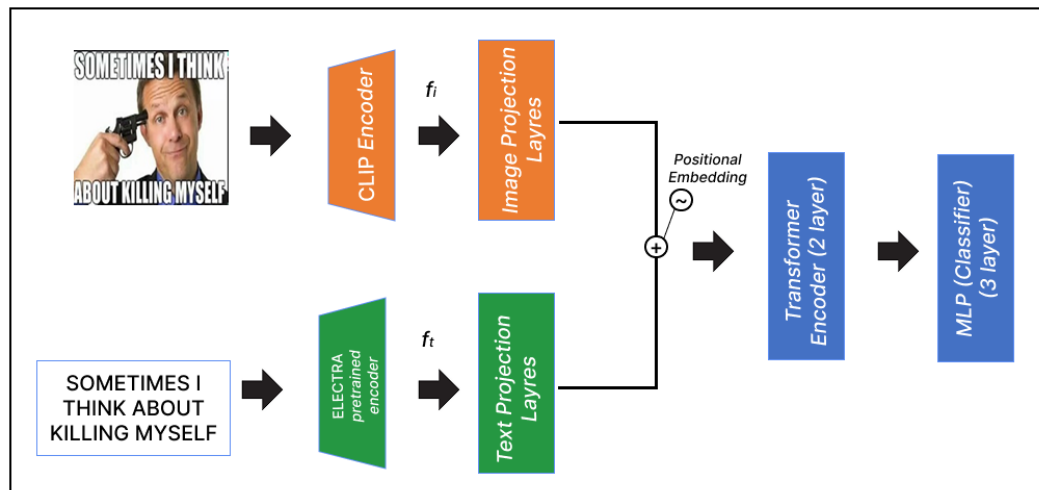 SOMETIMES I THINK
ABOUT KILLING MYSELF
CLIP Encoder
fi
Image Projection
Layres
Positional
Embedding
~
+
Transformer
Encoder (2 layer)
MLP (Classifier)
(3 layer)
SOMETIMES I
THINK ABOUT
KILLING MYSELF
ELECTRA
pretrained
encoder
ft
Text Projection
Layres